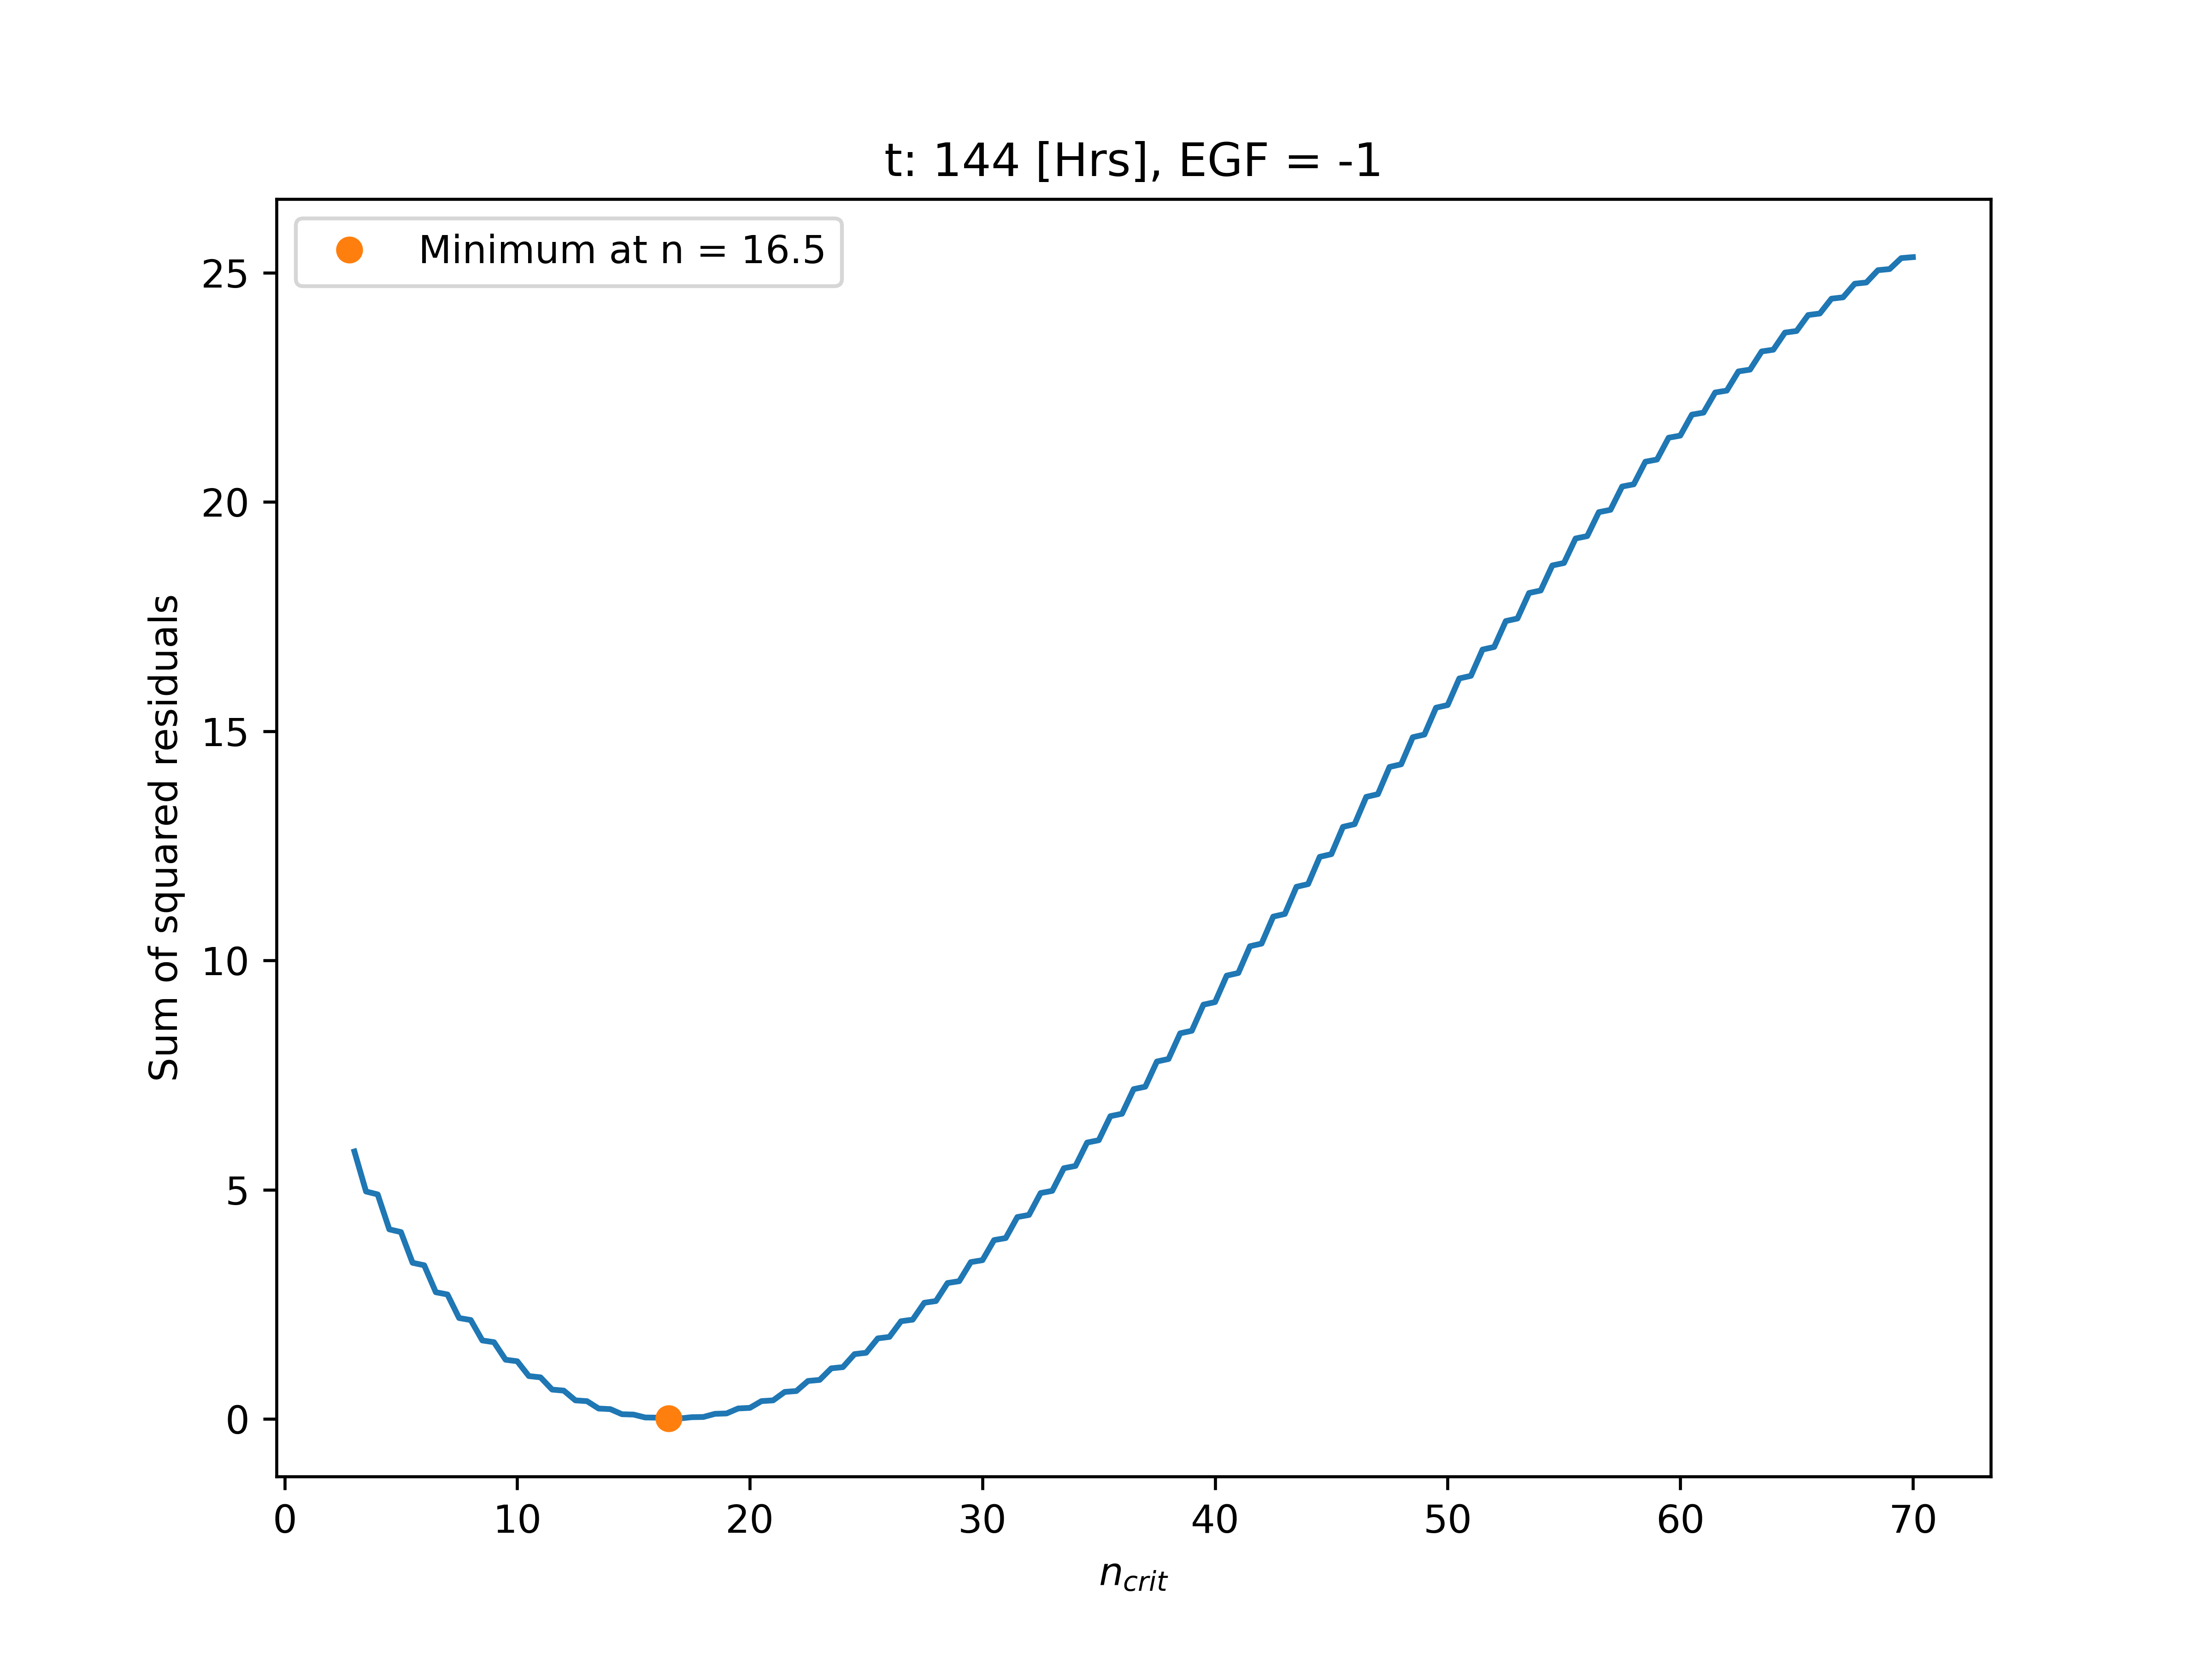 t: 144 [Hrs], EGF = -1
Minimum at n = 16.5
Sum of squared residuals
25
20
15
10
5
0
0 10 20 30 40 50 60 70
n_crit